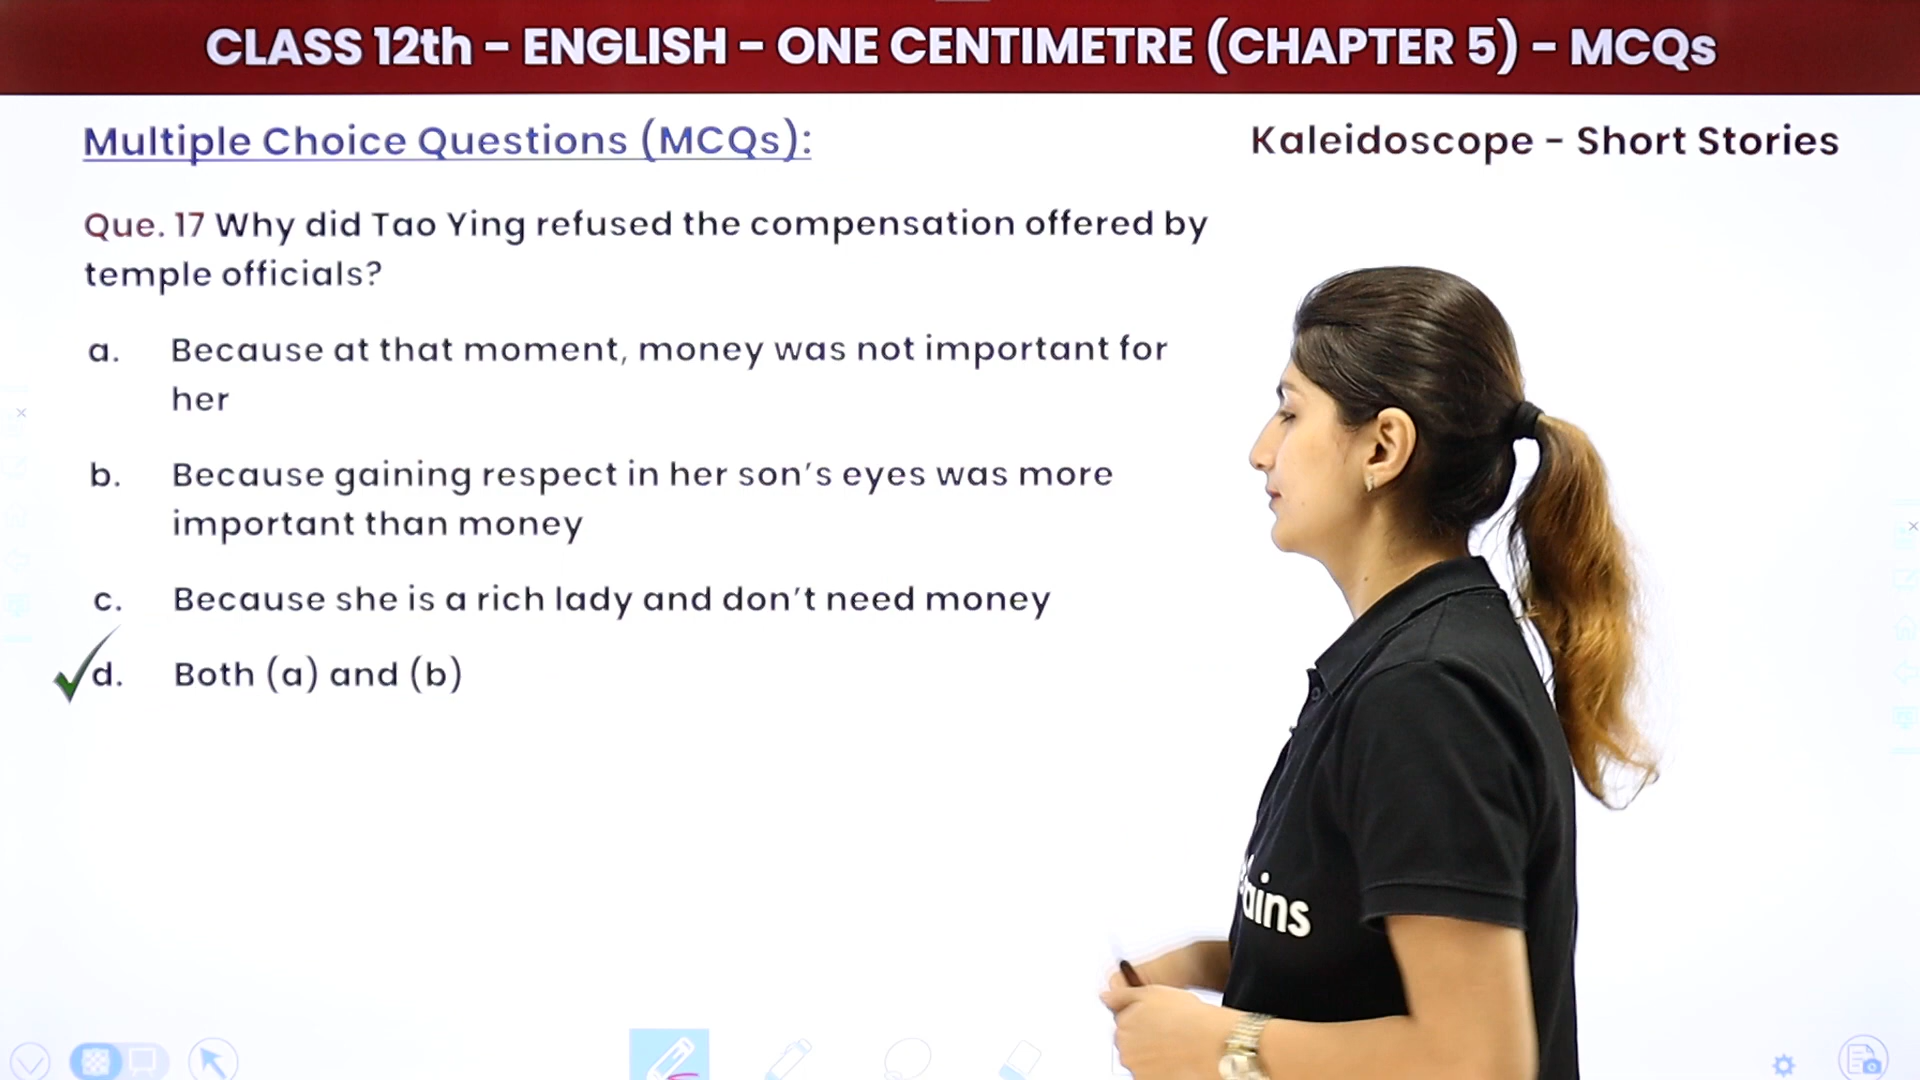 CLASS 12th - ENGLISH - ONE CENTIMETRE (CHAPTER 5) - MCQs
Multiple Choice Questions (MCQs):
Kaleidoscope - Short Stories
Que. 17 Why did Tao Ying refused the compensation offered by
temple officials?
a. Because at that moment, money was not important for
her
b. Because gaining respect in her son's eyes was more
important than money
c. Because she is a rich lady and don't need money
d. Both (a) and (b)
ains